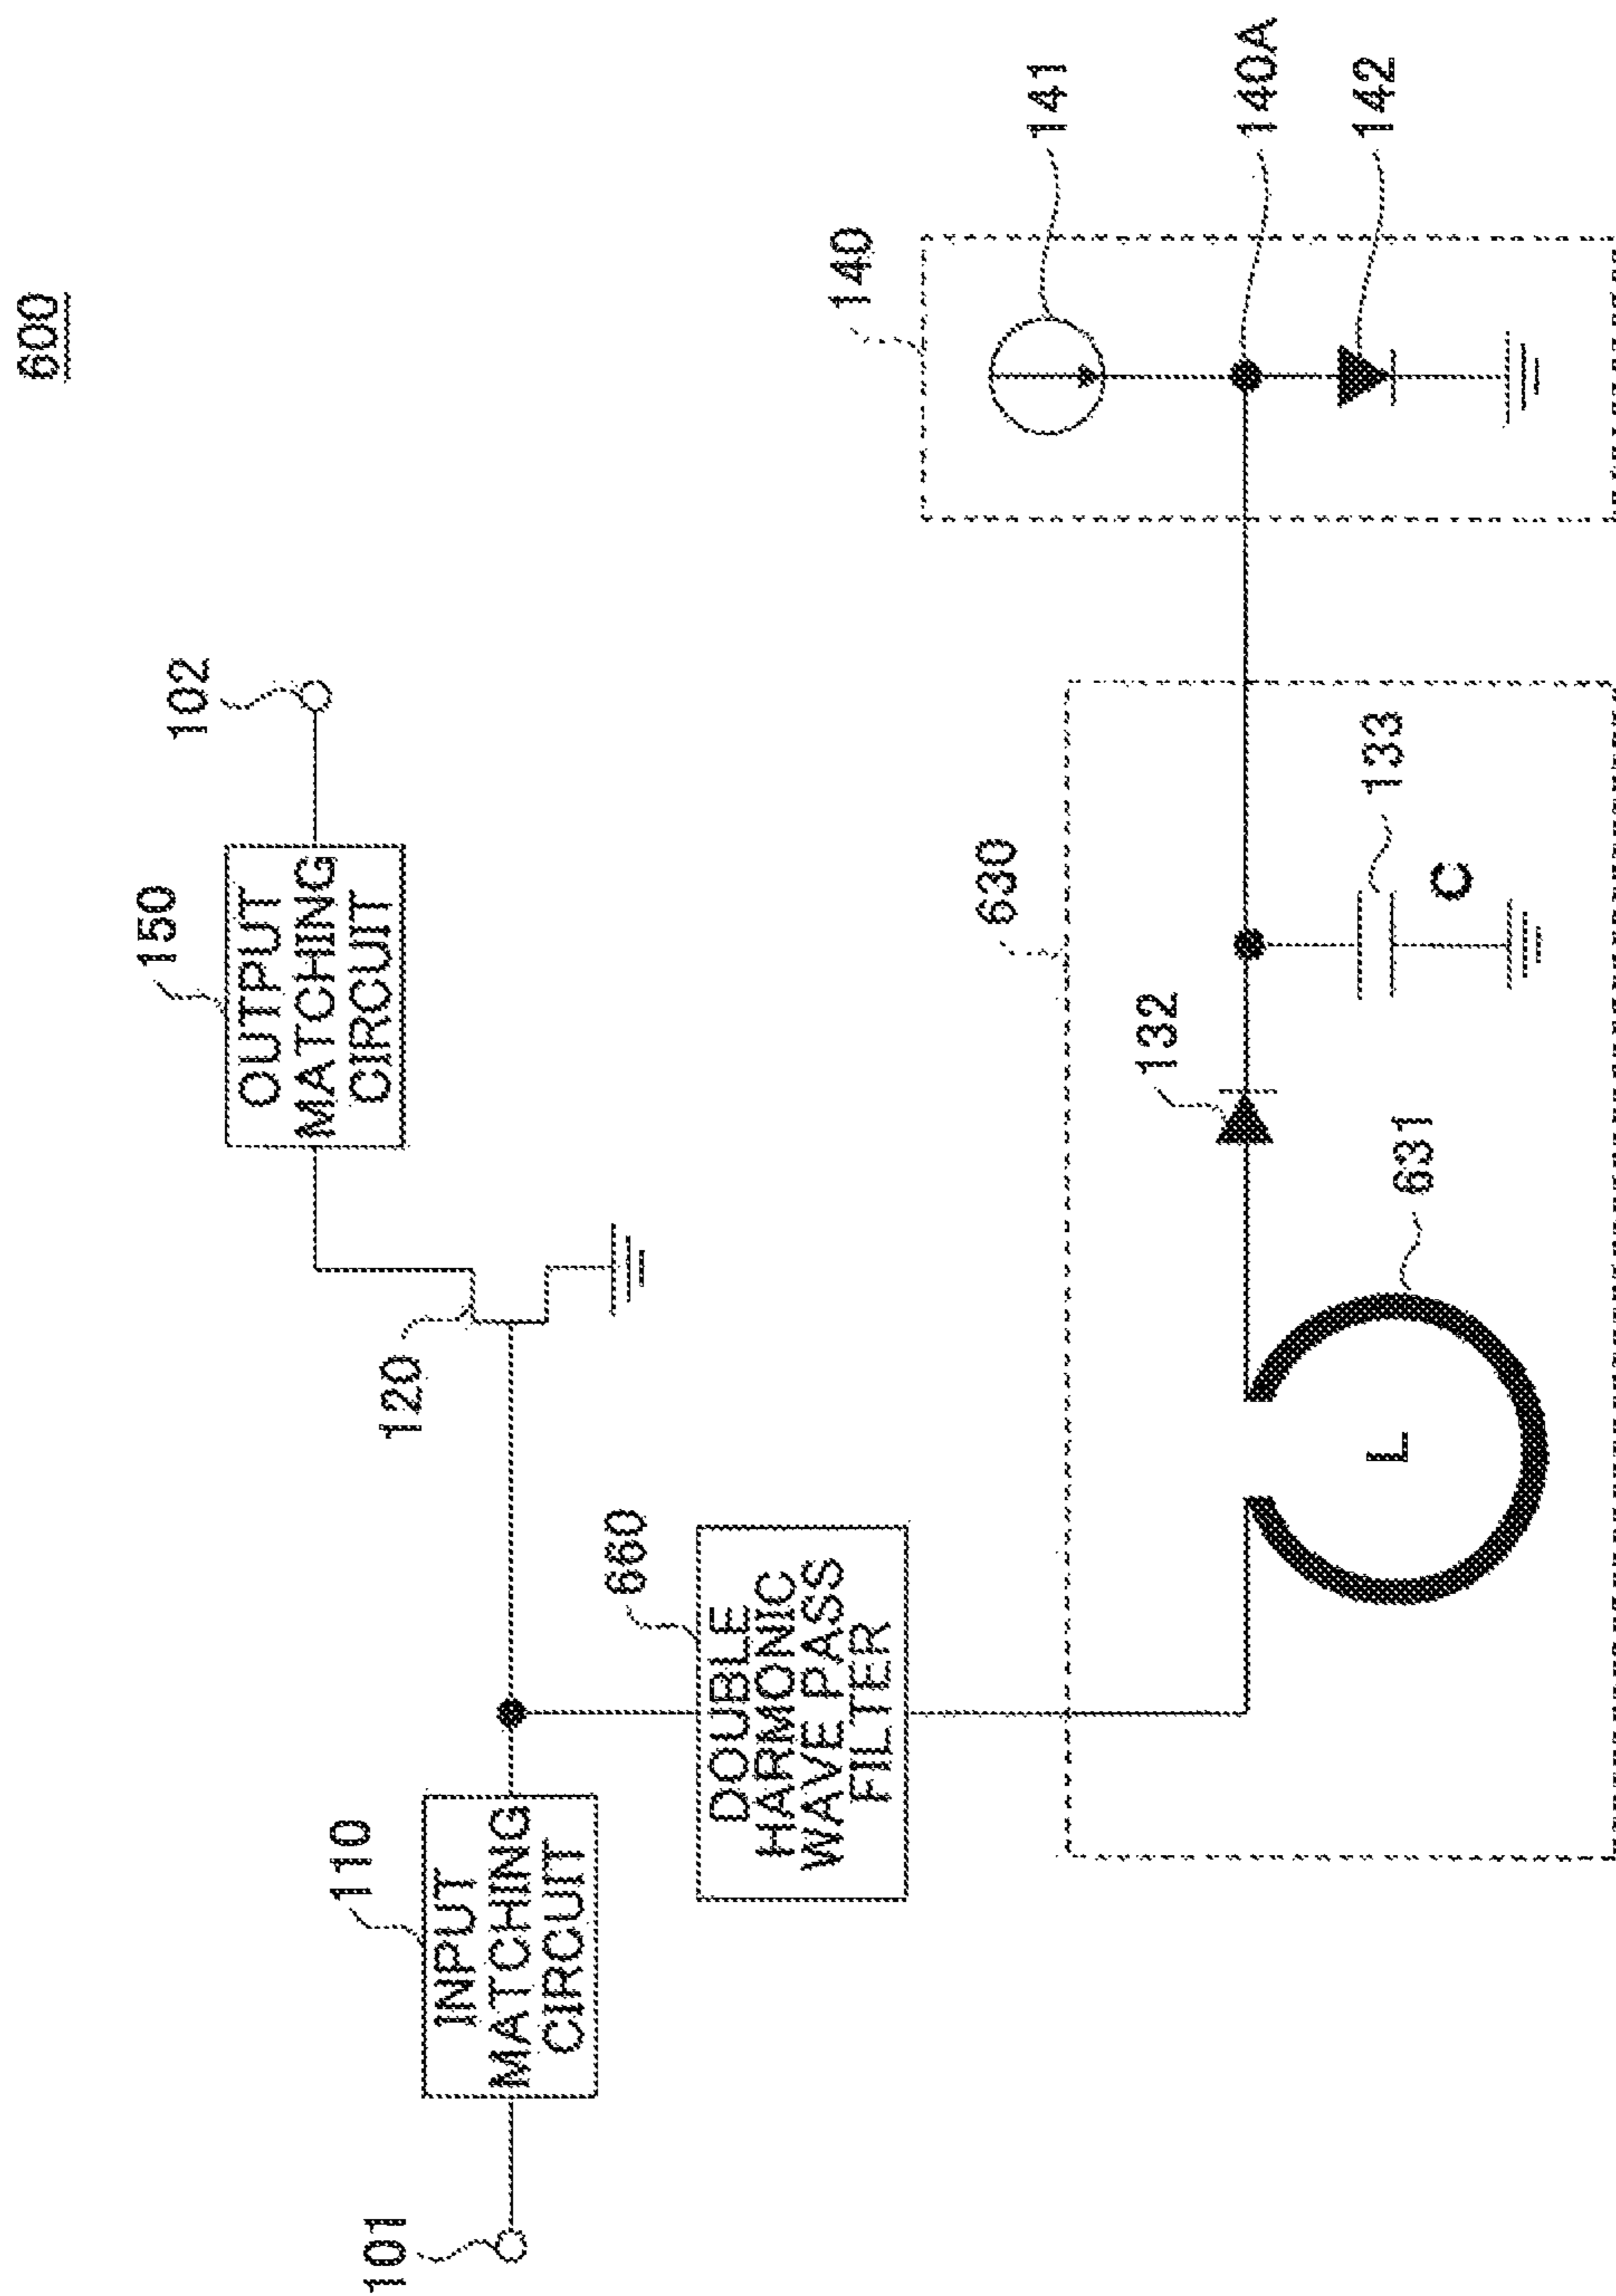 600
101
110
INPUT
MATCHING
CIRCUIT
120
150
OUTPUT
MATCHING
CIRCUIT
102
660
DOUBLE
HARMONIC
WAVE PASS
FILTER
630
631
L
132
133
C
140
141
140A
142